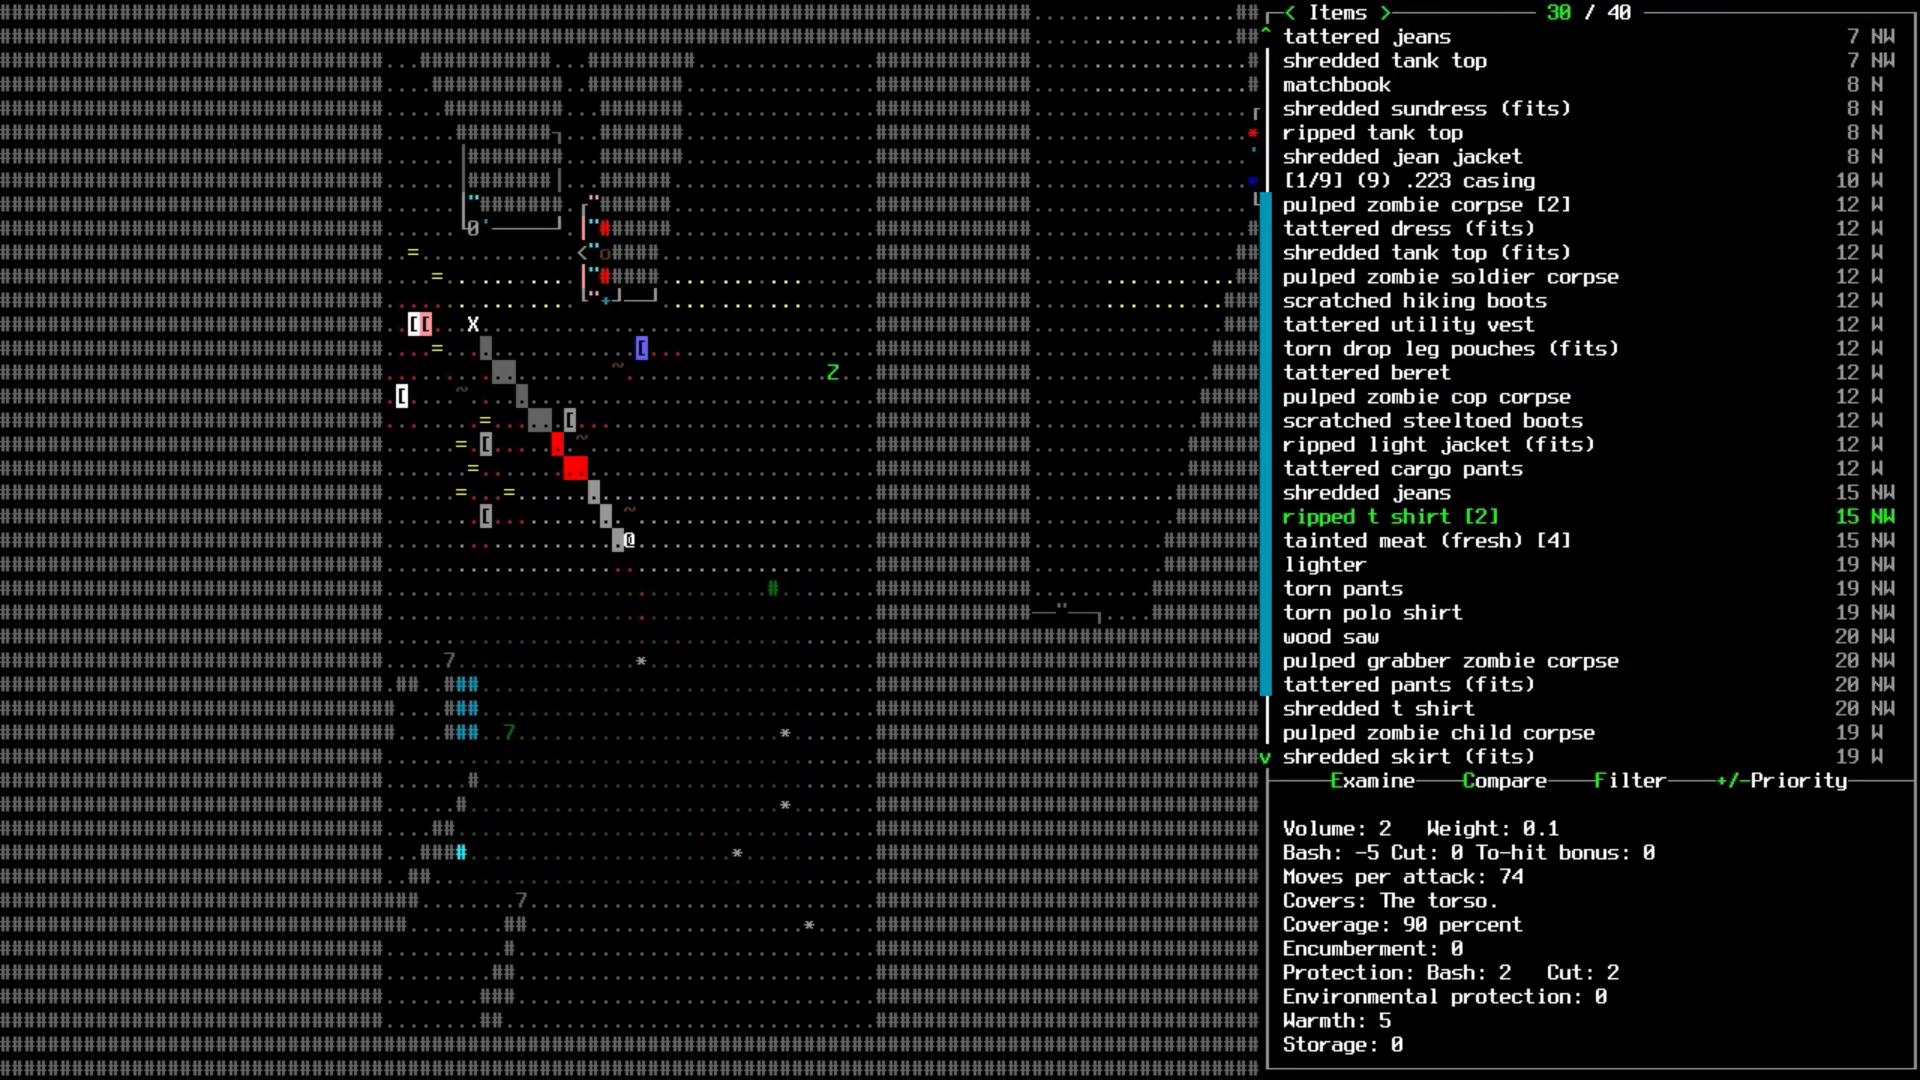 < Items > 30 / 40
tattered jeans 7 NW
shredded tank top 7 NW
matchbook 8 N
shredded sundress (fits) 8 N
ripped tank top 8 N
shredded jean jacket 8 N
[1/9] (9) .223 casing 10 W
pulped zombie corpse [2] 12 W
tattered dress (fits) 12 W
shredded tank top (fits) 12 W
pulped zombie soldier corpse 12 W
scratched hiking boots 12 W
tattered utility vest 12 W
torn drop leg pouches (fits) 12 W
tattered beret 12 W
pulped zombie cop corpse 12 W
scratched steeltoed boots 12 W
ripped light jacket (fits) 12 W
tattered cargo pants 12 W
shredded jeans 15 NW
ripped t shirt [2] 15 NW
tainted meat (fresh) [4] 15 NW
lighter 19 NW
torn pants 19 NW
torn polo shirt 19 NW
wood saw 20 NW
pulped grabber zombie corpse 20 NW
tattered pants (fits) 20 NW
shredded t shirt 20 NW
pulped zombie child corpse 19 W
shredded skirt (fits) 19 W
Examine Compare Filter +/-Priority
Volume: 2 Weight: 0.1
Bash: -5 Cut: 0 To-hit bonus: 0
Moves per attack: 74
Covers: The torso.
Coverage: 90 percent
Encumberment: 0
Protection: Bash: 2 Cut: 2
Environmental protection: 0
Warmth: 5
Storage: 0